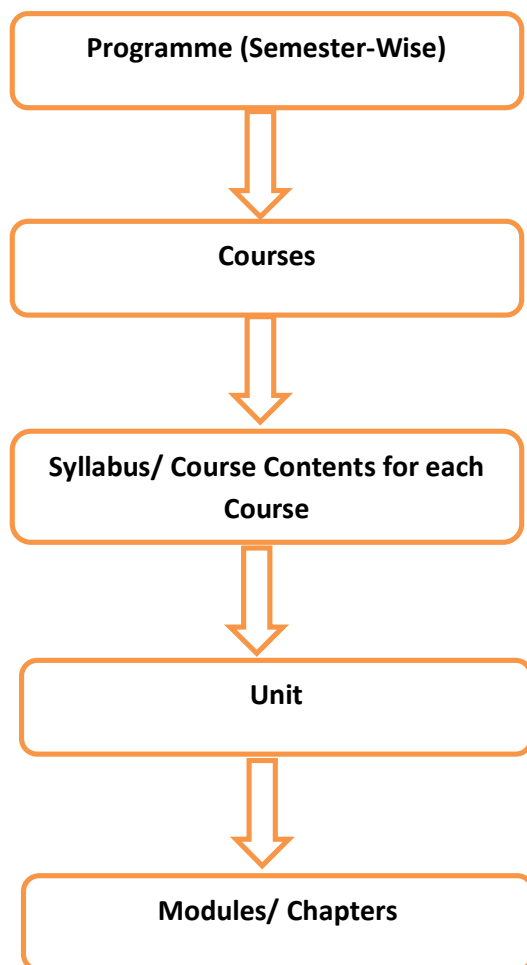 Programme (Semester-Wise)
Courses
Syllabus/ Course Contents for each
Course
Unit
Modules/ Chapters